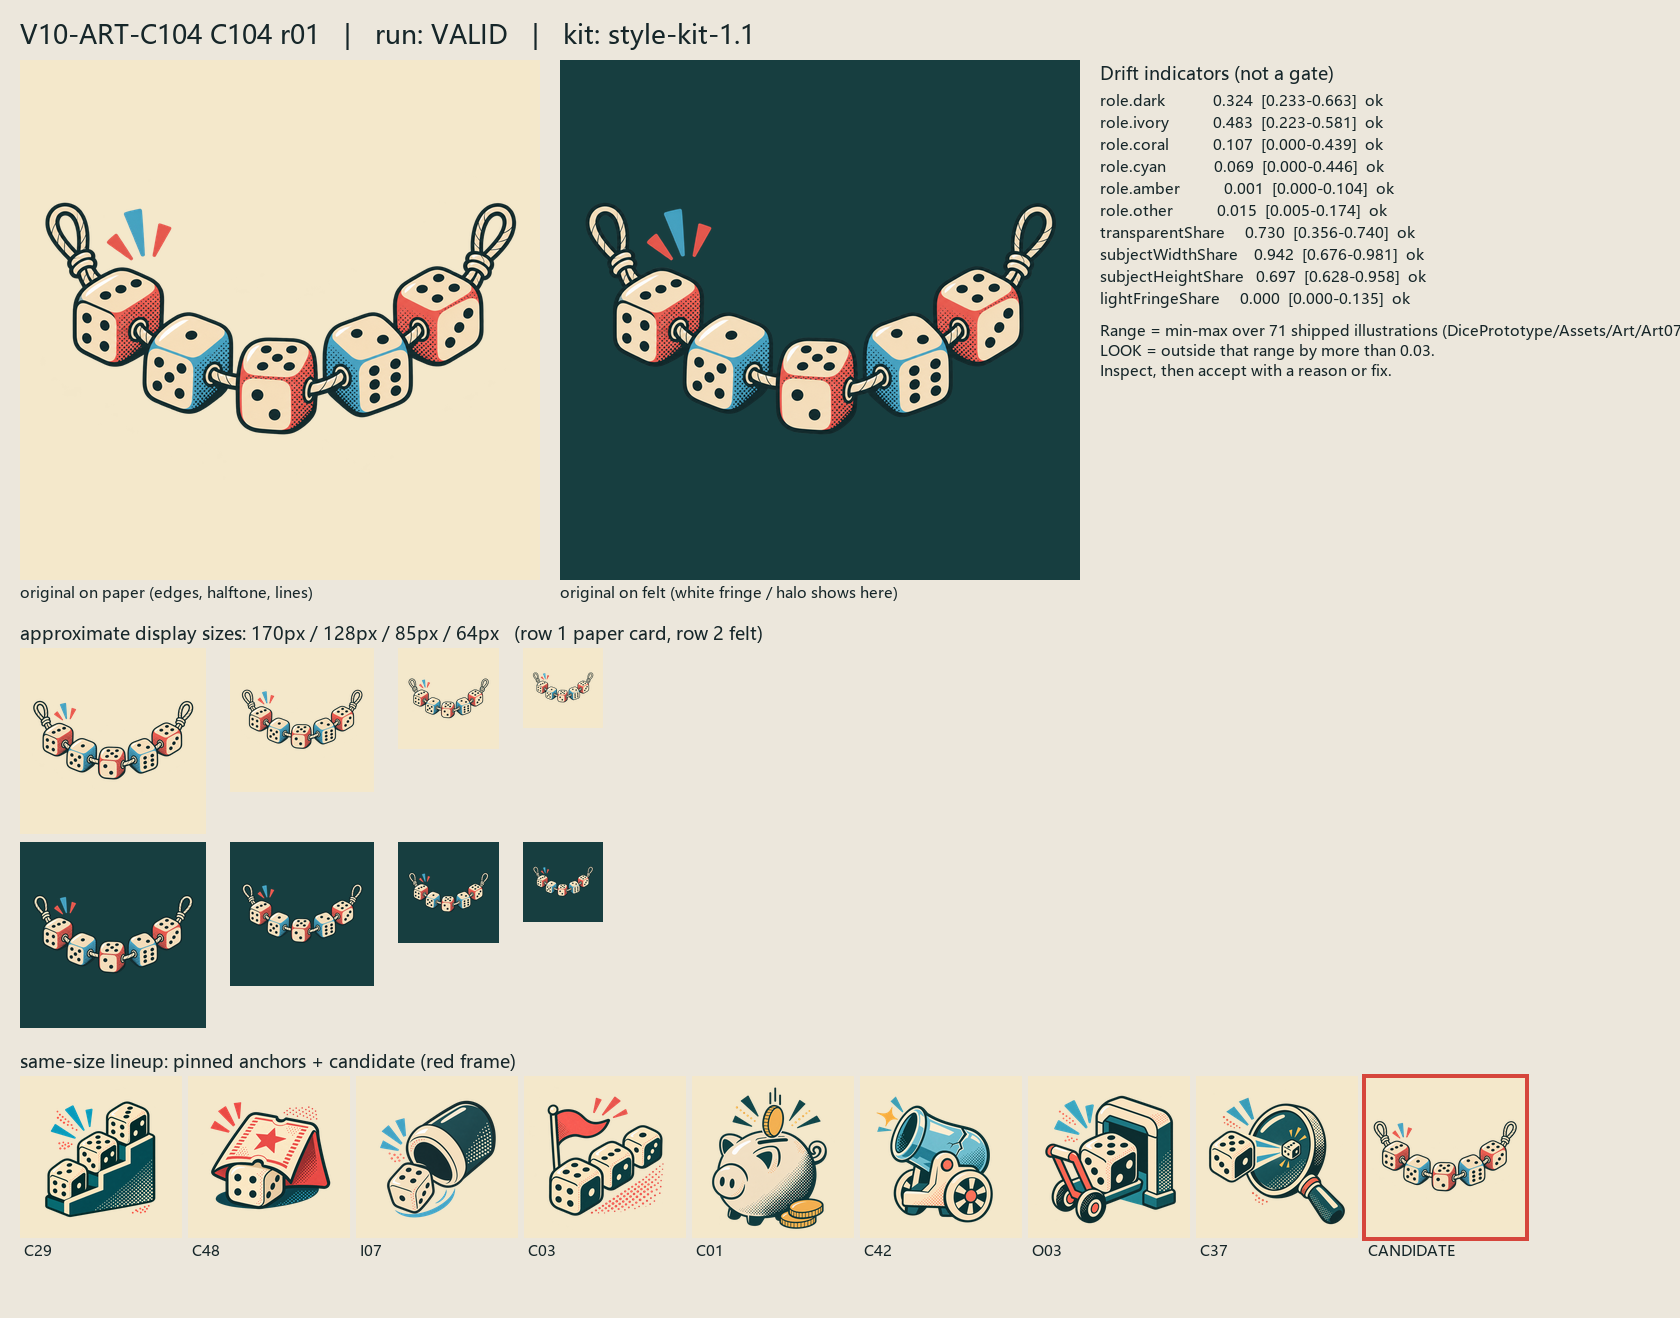 V10-ART-C104 C104 r01 | run: VALID | kit: style-kit-1.1
Drift indicators (not a gate)
role.dark 0.324 [0.233-0.663] ok
role.ivory 0.483 [0.223-0.581] ok
role.coral 0.107 [0.000-0.439] ok
role.cyan 0.069 [0.000-0.446] ok
role.amber 0.001 [0.000-0.104] ok
role.other 0.015 [0.005-0.174] ok
transparentShare 0.730 [0.356-0.740] ok
subjectWidthShare 0.942 [0.676-0.981] ok
subjectHeightShare 0.697 [0.628-0.958] ok
lightFringeShare 0.000 [0.000-0.135] ok
Range = min-max over 71 shipped illustrations (DicePrototype/Assets/Art/Art07
LOOK = outside that range by more than 0.03.
Inspect, then accept with a reason or fix.
original on paper (edges, halftone, lines)
original on felt (white fringe / halo shows here)
approximate display sizes: 170px / 128px / 85px / 64px (row 1 paper card, row 2 felt)
same-size lineup: pinned anchors + candidate (red frame)
C29
C48
I07
C03
C01
C42
O03
C37
CANDIDATE